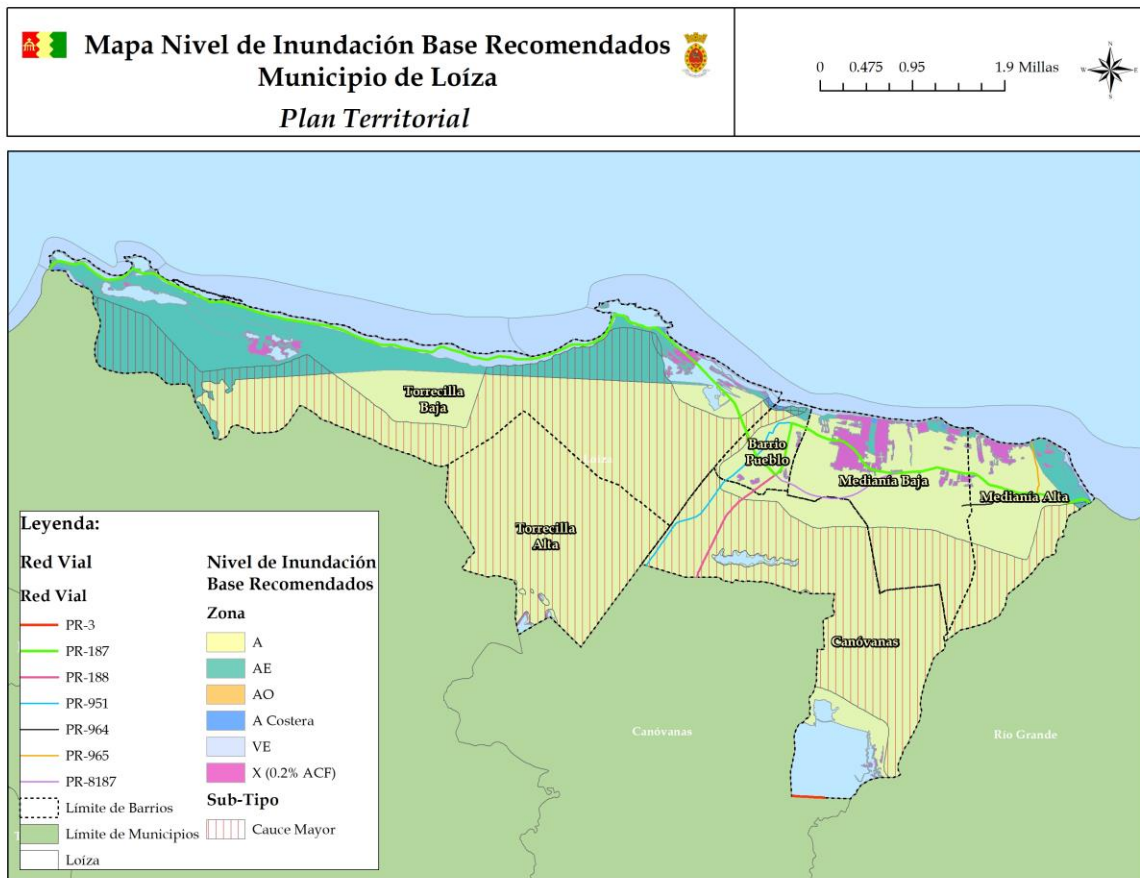 Mapa Nivel de Inundación Base Recomendados
Municipio de Loíza
Plan Territorial
0 0.475 0.95 1.9 Millas
N
W E
S
Torrecilla
Baja
Barrio
Pueblo
Medianía Baja
Medianía Alta
Loíza
Torrecilla
Alta
Canóvanas
Canóvanas
Río Grande
Leyenda:
Red Vial
Red Vial
PR-3
PR-187
PR-188
PR-951
PR-964
PR-965
PR-8187
Límite de Barrios
Límite de Municipios
Loíza
Nivel de Inundación
Base Recomendados
Zona
A
AE
AO
A Costera
VE
X (0.2% ACF)
Sub-Tipo
Cauce Mayor